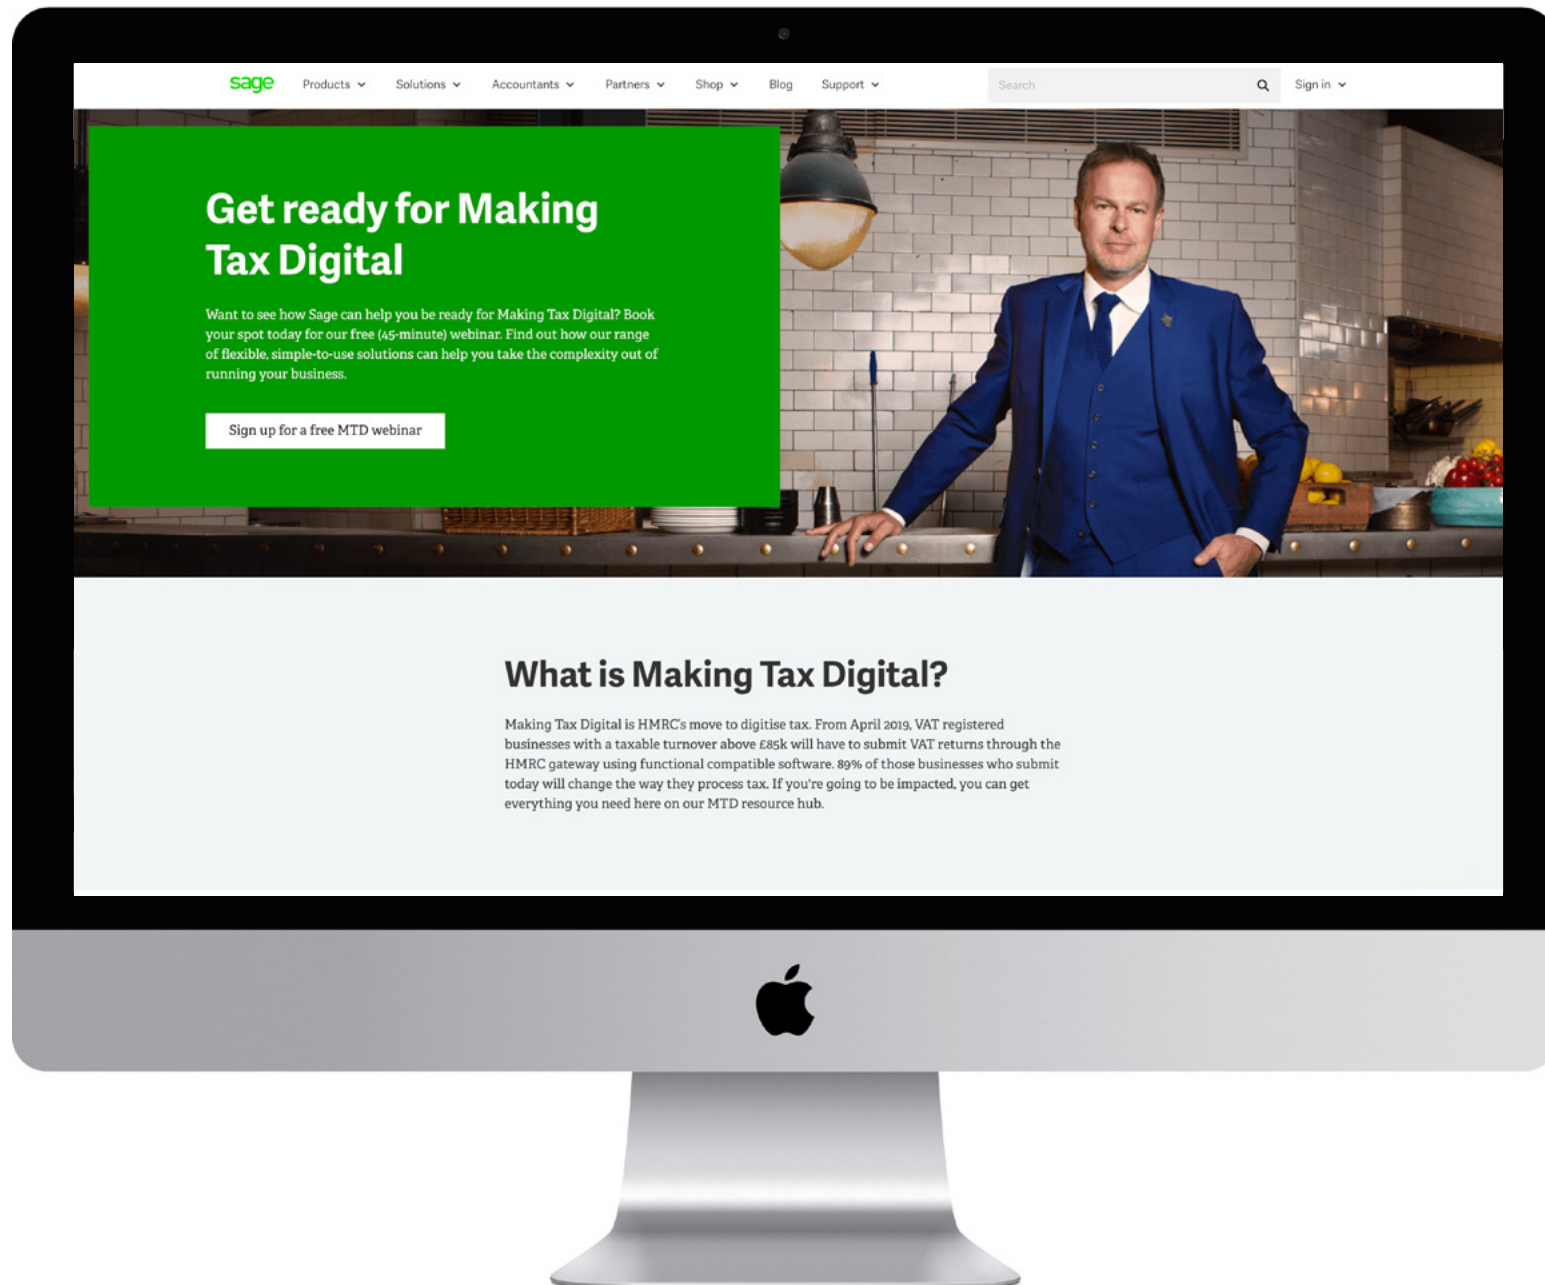 sage Products Solutions Accountants Partners Shop Blog Support Search Sign in
Get ready for Making
Tax Digital
Want to see how Sage can help you be ready for Making Tax Digital? Book
your spot today for our free (45-minute) webinar. Find out how our range
of flexible, simple-to-use solutions can help you take the complexity out of
running your business.
Sign up for a free MTD webinar
What is Making Tax Digital?
Making Tax Digital is HMRC's move to digitise tax. From April 2019, VAT registered
businesses with a taxable turnover above £85k will have to submit VAT returns through the
HMRC gateway using functional compatible software. 89% of those businesses who submit
today will change the way they process tax. If you're going to be impacted, you can get
everything you need here on our MTD resource hub.